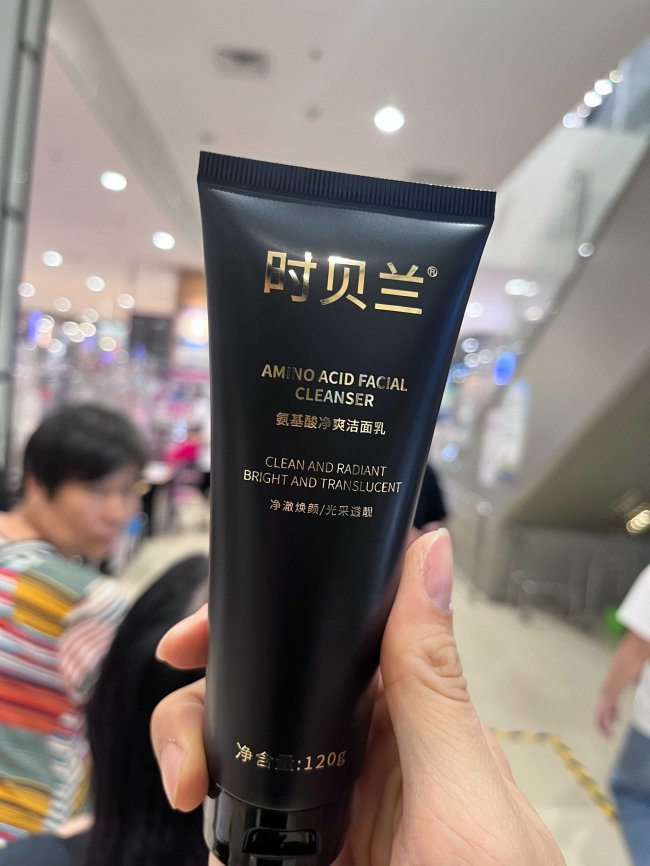 时贝兰®
AMINO ACID FACIAL
CLEANSER
氨基酸净爽洁面乳
CLEAN AND RADIANT
BRIGHT AND TRANSLUCENT
净澈焕颜/光采透靓
净含量:120g